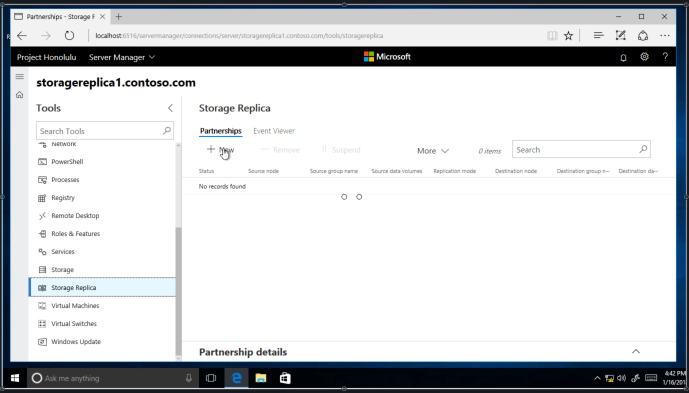 Partnerships - Storage R
localhost:6516/servermanager/connections/server/storagereplica1.contoso.com/tools/storagereplica
Project Honolulu Server Manager Microsoft ?
storagereplica1.contoso.com
Tools
Search Tools
Network
PowerShell
Processes
Registry
Remote Desktop
Roles & Features
Services
Storage
Storage Replica
Virtual Machines
Virtual Switches
Windows Update
Storage Replica
Partnerships Event Viewer
New Remove Suspend More 0 items Search
Status Source node Source group name Source data volumes Replication mode Destination node Destination group n Destination da
No records found
Partnership details
Ask me anything
4:42 PM
1/16/201